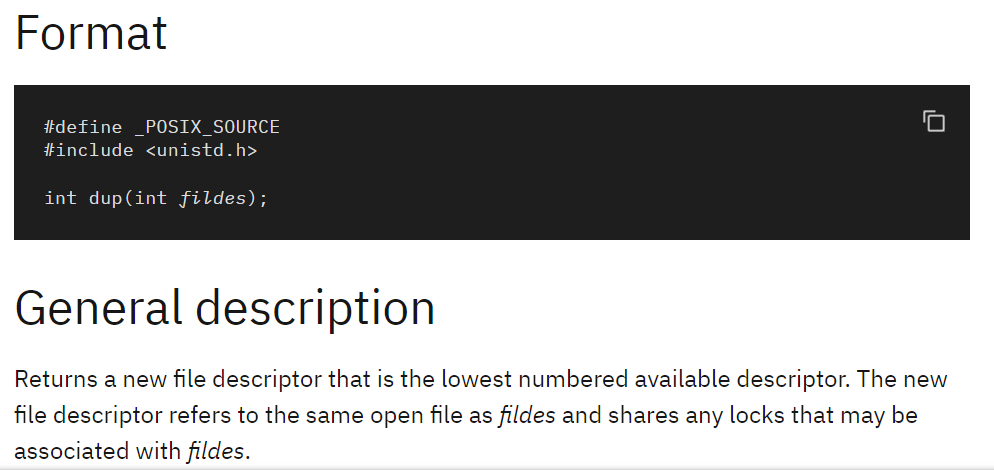 Format
#define _POSIX_SOURCE
#include <unistd.h>
int dup(int fildes);
General description
Returns a new file descriptor that is the lowest numbered available descriptor. The new
file descriptor refers to the same open file as fildes and shares any locks that may be
associated with fildes.